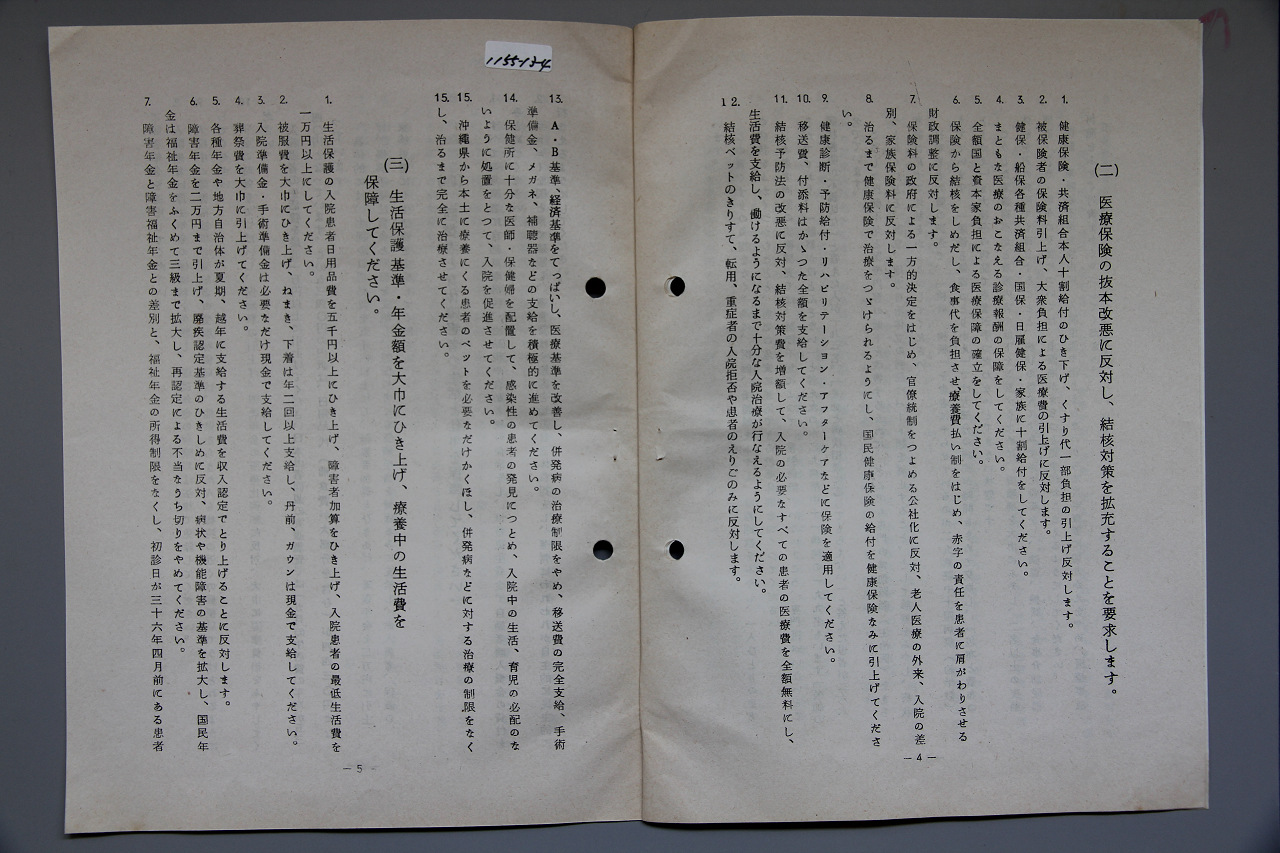 (二) 医療保険の抜本改悪に反対し、結核対策を拡充することを要求します。
1. 健康保険・共済組合本人十割給付のひき下げ、くすり代一部負担の引上げ反対します。
2. 被保険者の保険料引上げ、大衆負担による医療費の引上げに反対します。
3. 健保・船保各種共済組合・国保・日雇健保・家族に十割給付をしてください。
4. まともな医療のおこなえる診療報酬の保障をしてください。
5. 全額国と資本家負担による医療保障の確立をしてください。
6. 保険から結核をしめだし、食事代を負担させ、療養費払い制をはじめ、赤字の責任を患者に肩がわりさせる
財政調整に反対します。
7. 保険料の政府による一方的決定をはじめ、官僚統制をつよめる公社化に反対、老人医療の外来、入院の差
別、家族保険料に反対します。
8. 治るまで健康保険で治療をつゞけられるようにし、国民健康保険の給付を健康保険なみに引上げてくださ
い。
9. 健康診断・予防給付・リハビリテーション・アフターケアなどに保険を適用してください。
10. 移送費、付添料はかゝつた全額を支給してください。
11. 結核予防法の改悪に反対、結核対策費を増額して、入院の必要なすべての患者の医療費を全額無料にし、
生活費を支給し、働けるようになるまで十分な入院治療が行なえるようにしてください。
12. 結核ベットのきりすて、転用、重症者の入院拒否や患者のえりごのみに反対します。
－4－
1155-13-4
13. A・B基準、経済基準をてっぱいし、医療基準を改善し、併発病の治療制限をやめ、移送費の完全支給、手術
準備金、メガネ、補聴器などの支給を積極的に進めてください。
14. 保健所に十分な医師・保健婦を配置して、感染性の患者の発見につとめ、入院中の生活、育児の必配のな
いように処置をとつて、入院を促進させてください。
15. 沖縄県から本土に療養にくる患者のベットを必要なだけかくほし、併発病などに対する治療の制限をなく
15. し、治るまで完全に治療させてください。
(三) 生活保護基準・年金額を大巾にひき上げ、療養中の生活費を
保障してください。
1. 生活保護の入院患者日用品費を五千円以上にひき上げ、障害者加算をひき上げ、入院患者の最低生活費を
一万円以上にしてください。
2. 被服費を大巾にひき上げ、ねまき、下着は年二回以上支給し、丹前、ガウンは現金で支給してください。
3. 入院準備金・手術準備金は必要なだけ現金で支給してください。
4. 葬祭費を大巾に引上げてください。
5. 各種年金や地方自治体が夏期、越年に支給する生活費を収入認定でとり上げることに反対します。
6. 障害年金を二万円まで引上げ、廃疾認定基準のひきしめに反対、病状や機能障害の基準を拡大し、国民年
金は福祉年金をふくめて三級まで拡大し、再認定による不当なうち切りをやめてください。
7. 障害年金と障害福祉年金との差別と、福祉年金の所得制限をなくし、初診日が三十六年四月前にある患者
－5－